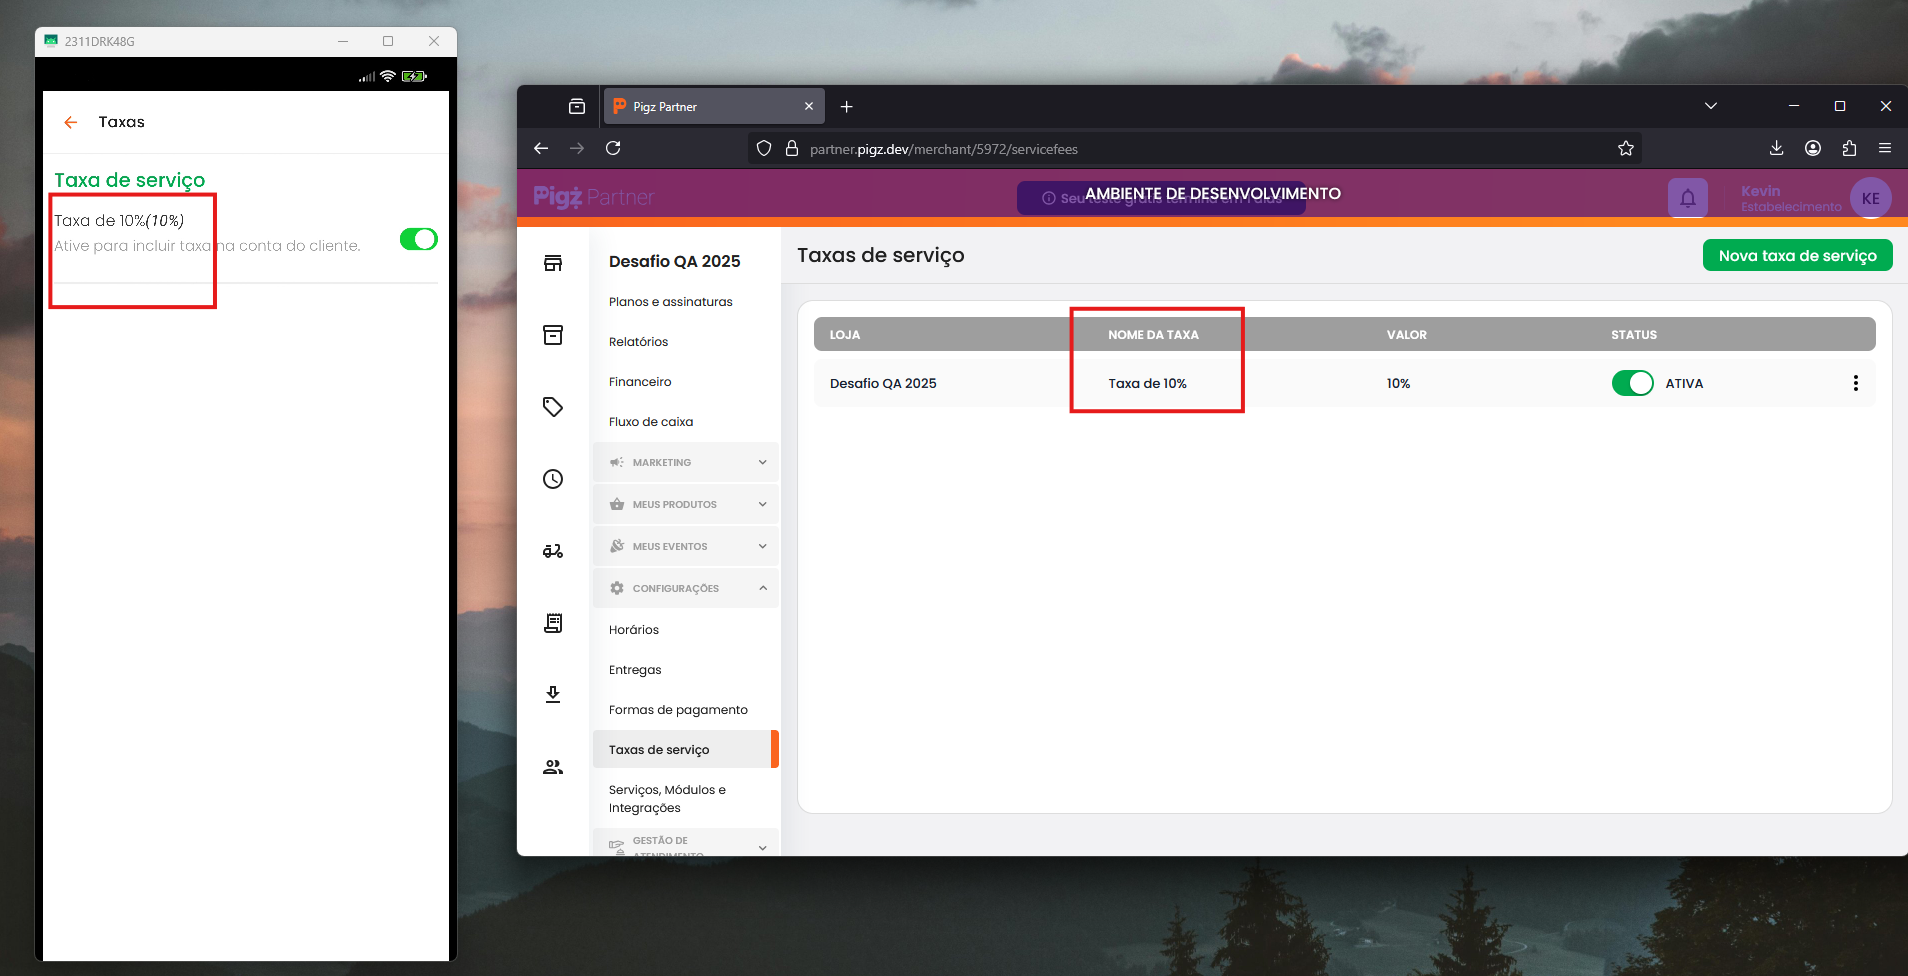 2311DRK48G
Taxas
Taxa de serviço
Taxa de 10%(10%)
Ative para incluir taxa na conta do cliente.
Pigz Partner
partner.pigz.dev/merchant/5972/servicefees
Pigz Partner
AMBIENTE DE DESENVOLVIMENTO
Seu teste grátis termina em 7 dias
Kevin
Estabelecimento
KE
Desafio QA 2025
Planos e assinaturas
Relatórios
Financeiro
Fluxo de caixa
MARKETING
MEUS PRODUTOS
MEUS EVENTOS
CONFIGURAÇÕES
Horários
Entregas
Formas de pagamento
Taxas de serviço
Serviços, Módulos e
Integrações
GESTÃO DE
ATENDIMENTO
Taxas de serviço
Nova taxa de serviço
LOJA NOME DA TAXA VALOR STATUS
Desafio QA 2025 Taxa de 10% 10% ATIVA